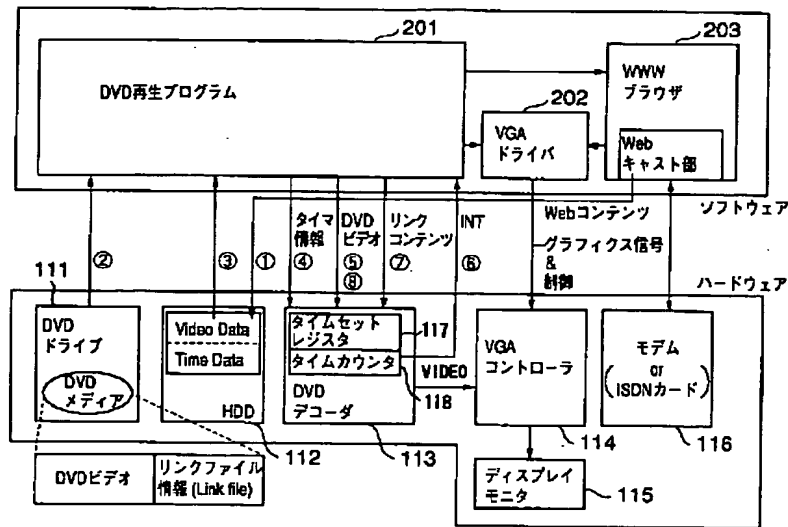 201
203
DVD再生プログラム
WWW
ブラウザ
202
VGA
ドライバ
Web
キャスト部
ソフトウェア
タイマ
情報
④
DVD
ビデオ
⑤
⑧
リンク
コンテンツ
⑦
INT
⑥
Webコンテンツ
グラフィクス信号
&
制御
②
③
①
ハードウェア
111
DVD
ドライブ
DVD
メディア
Video Data
Time Data
HDD
112
タイムセット
レジスタ
117
タイムカウンタ
118
DVD
デコーダ
113
VIDEO
VGA
コントローラ
114
モデム
or
(ISDNカード)
116
ディスプレイ
モニタ
115
DVDビデオ
リンクファイル
情報(Link file)